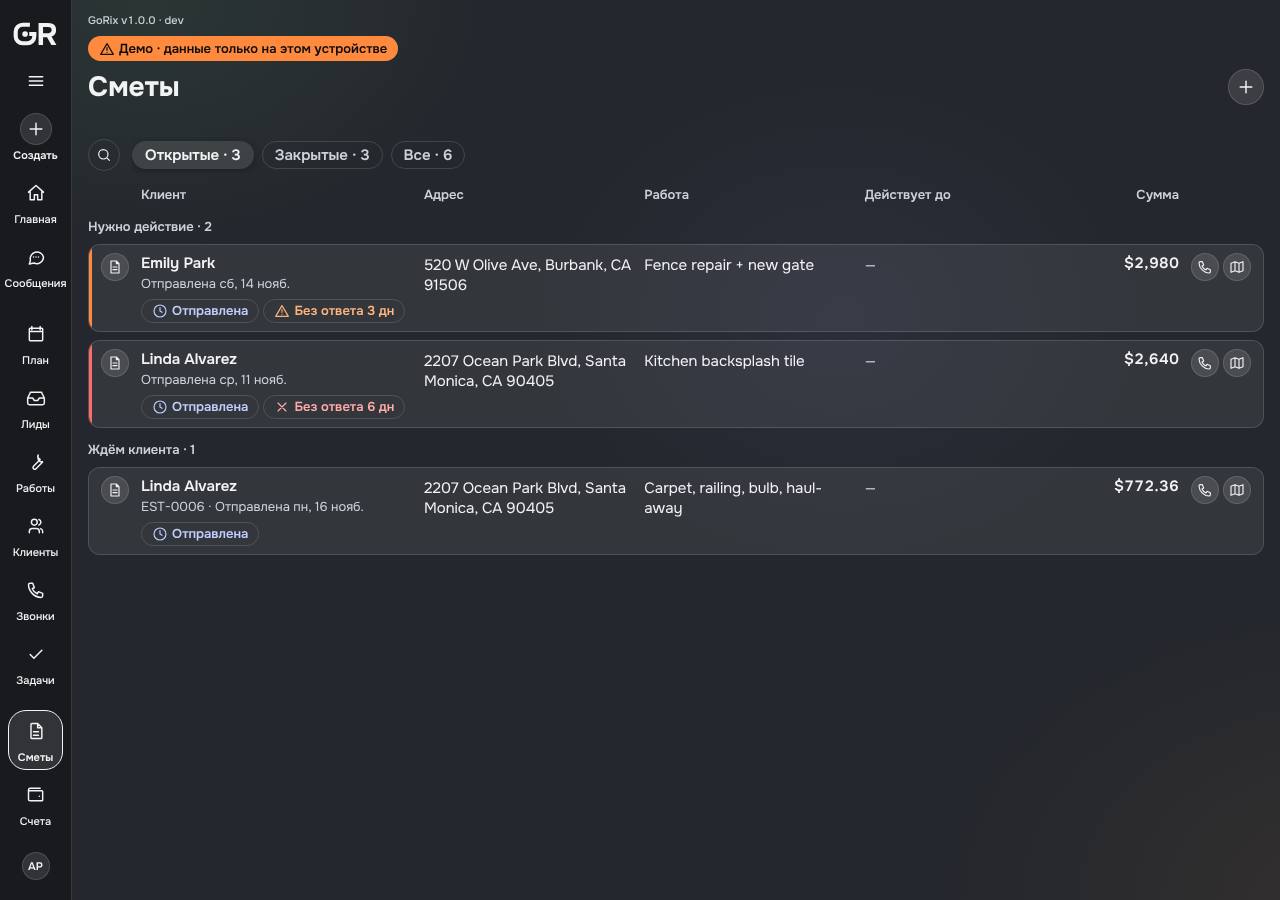 GR
GoRix v1.0.0 · dev
Демо · данные только на этом устройстве
Сметы
Создать
Главная
Сообщения
План
Лиды
Работы
Клиенты
Звонки
Задачи
Сметы
Счета
AP
Открытые · 3
Закрытые · 3
Все · 6
Клиент
Адрес
Работа
Действует до
Сумма
Нужно действие · 2
Emily Park
Отправлена сб, 14 нояб.
Отправлена
Без ответа 3 дн
520 W Olive Ave, Burbank, CA
91506
Fence repair + new gate
—
$2,980
Linda Alvarez
Отправлена ср, 11 нояб.
Отправлена
Без ответа 6 дн
2207 Ocean Park Blvd, Santa
Monica, CA 90405
Kitchen backsplash tile
—
$2,640
Ждём клиента · 1
Linda Alvarez
EST-0006 · Отправлена пн, 16 нояб.
Отправлена
2207 Ocean Park Blvd, Santa
Monica, CA 90405
Carpet, railing, bulb, haul-
away
—
$772.36